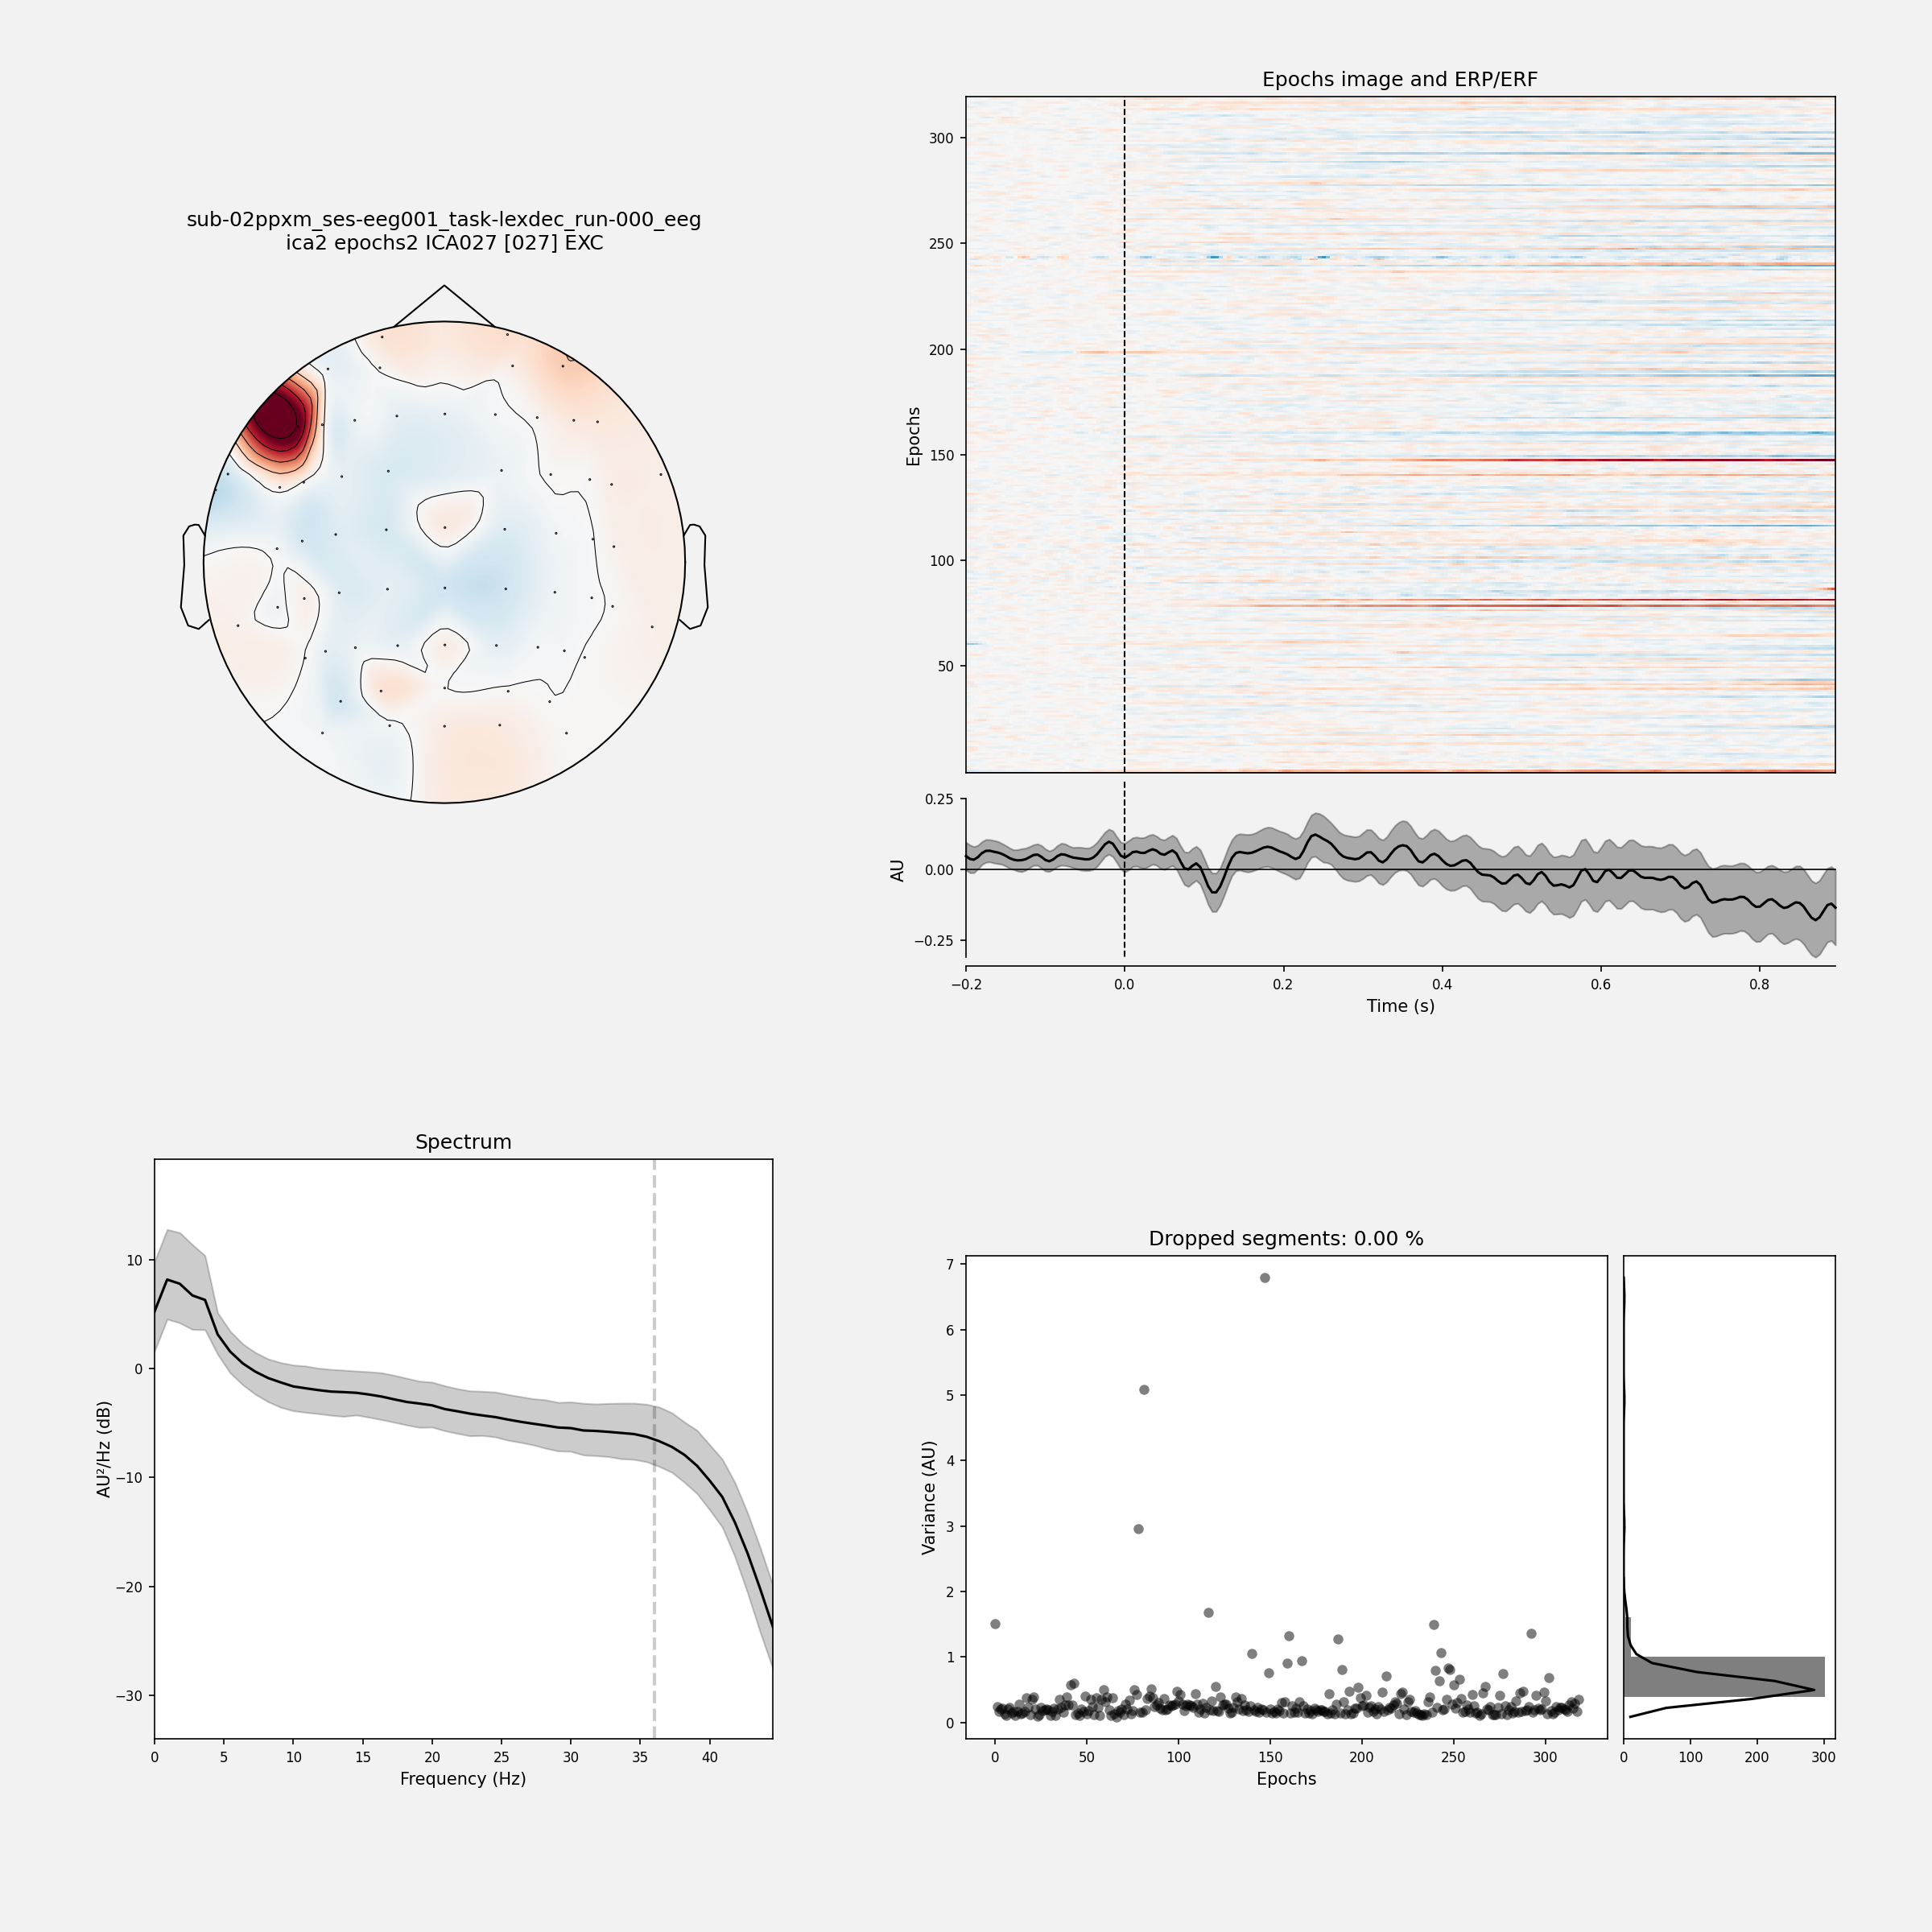 sub-02ppxm_ses-eeg001_task-lexdec_run-000_eeg
ica2 epochs2 ICA027 [027] EXC
Epochs image and ERP/ERF
300
250
200
150
100
50
Epochs
0.25
0.00
−0.25
AU
−0.2 0.0 0.2 0.4 0.6 0.8
Time (s)
Spectrum
10
0
−10
−20
−30
AU²/Hz (dB)
0 5 10 15 20 25 30 35 40
Frequency (Hz)
Dropped segments: 0.00 %
7
6
5
4
3
2
1
0
Variance (AU)
0 50 100 150 200 250 300
Epochs
0 100 200 300